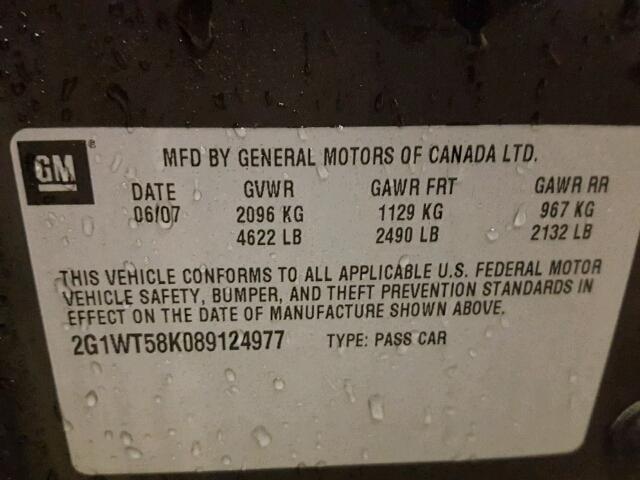 GM ®
MFD BY GENERAL MOTORS OF CANADA LTD.
DATE GVWR GAWR FRT GAWR RR
06/07 2096 KG 1129 KG 967 KG
4622 LB 2490 LB 2132 LB
THIS VEHICLE CONFORMS TO ALL APPLICABLE U.S. FEDERAL MOTOR
VEHICLE SAFETY, BUMPER, AND THEFT PREVENTION STANDARDS IN
EFFECT ON THE DATE OF MANUFACTURE SHOWN ABOVE.
2G1WT58K089124977 TYPE: PASS CAR